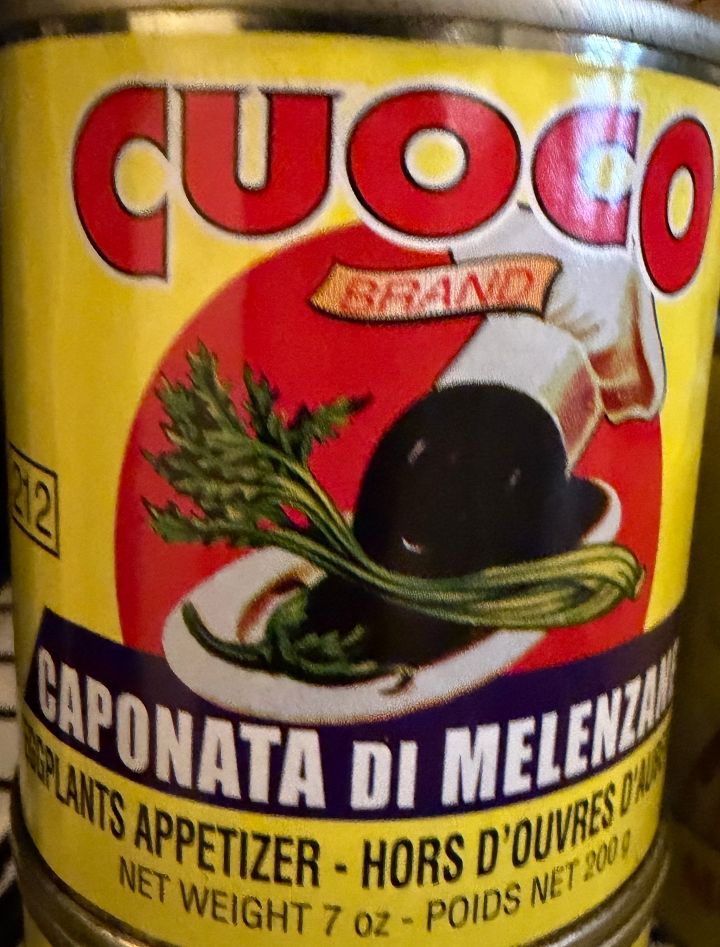 CUOCO
BRAND
212
CAPONATA DI
APPETIZER - HORS D'OUVRES
NET WEIGHT 7 oz - POIDS NET 200 g